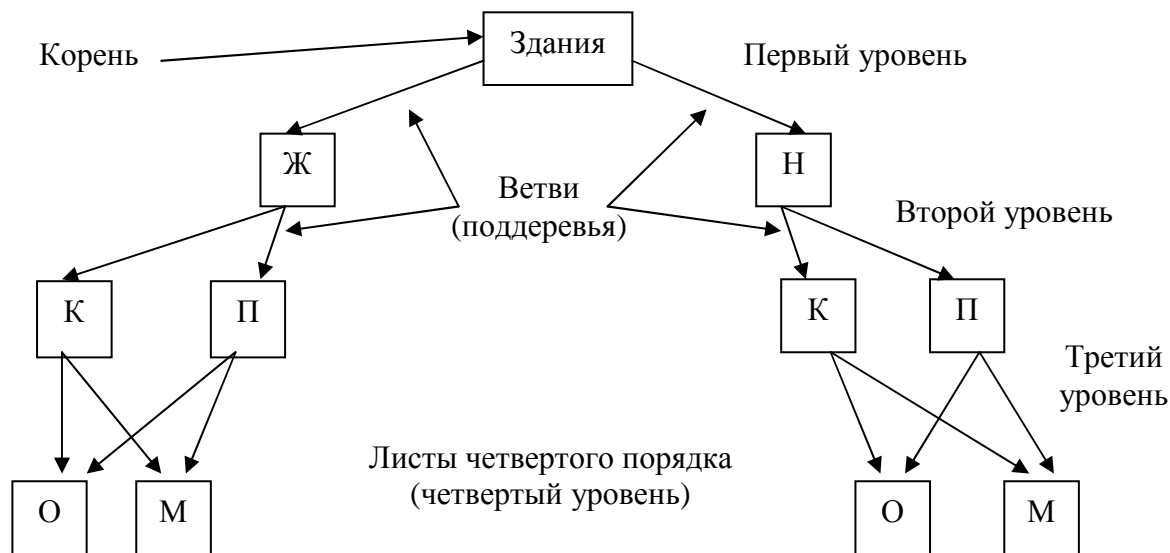 Здания
Корень
Первый уровень
Ж
Н
Ветви
(поддеревья)
Второй уровень
К
П
К
П
Третий
уровень
Листы четвертого порядка
(четвертый уровень)
О
М
О
М